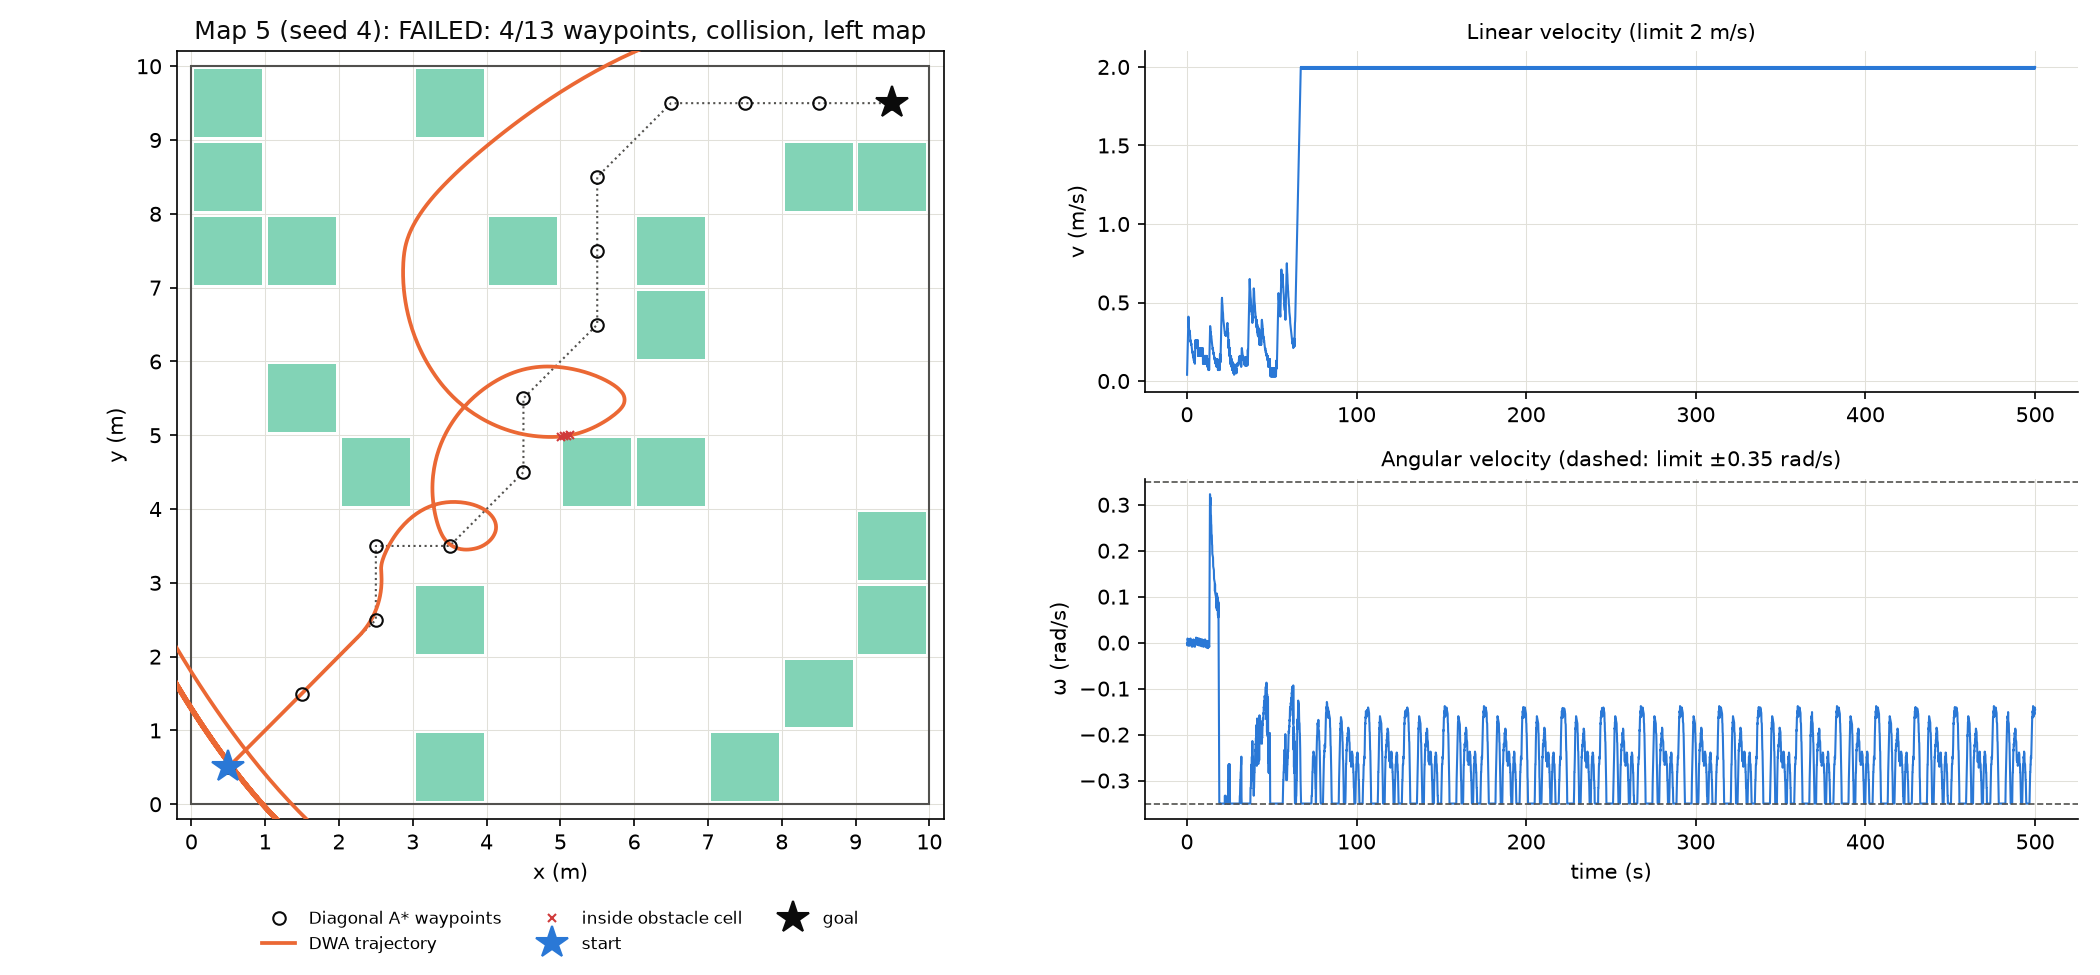 Map 5 (seed 4): FAILED: 4/13 waypoints, collision, left map
10
9
8
7
6
5
4
3
2
1
0
y (m)
0 1 2 3 4 5 6 7 8 9 10
x (m)
Diagonal A* waypoints
DWA trajectory
inside obstacle cell
start
goal
Linear velocity (limit 2 m/s)
2.0
1.5
1.0
0.5
0.0
v (m/s)
0 100 200 300 400 500
Angular velocity (dashed: limit ±0.35 rad/s)
0.3
0.2
0.1
0.0
−0.1
−0.2
−0.3
ω (rad/s)
0 100 200 300 400 500
time (s)